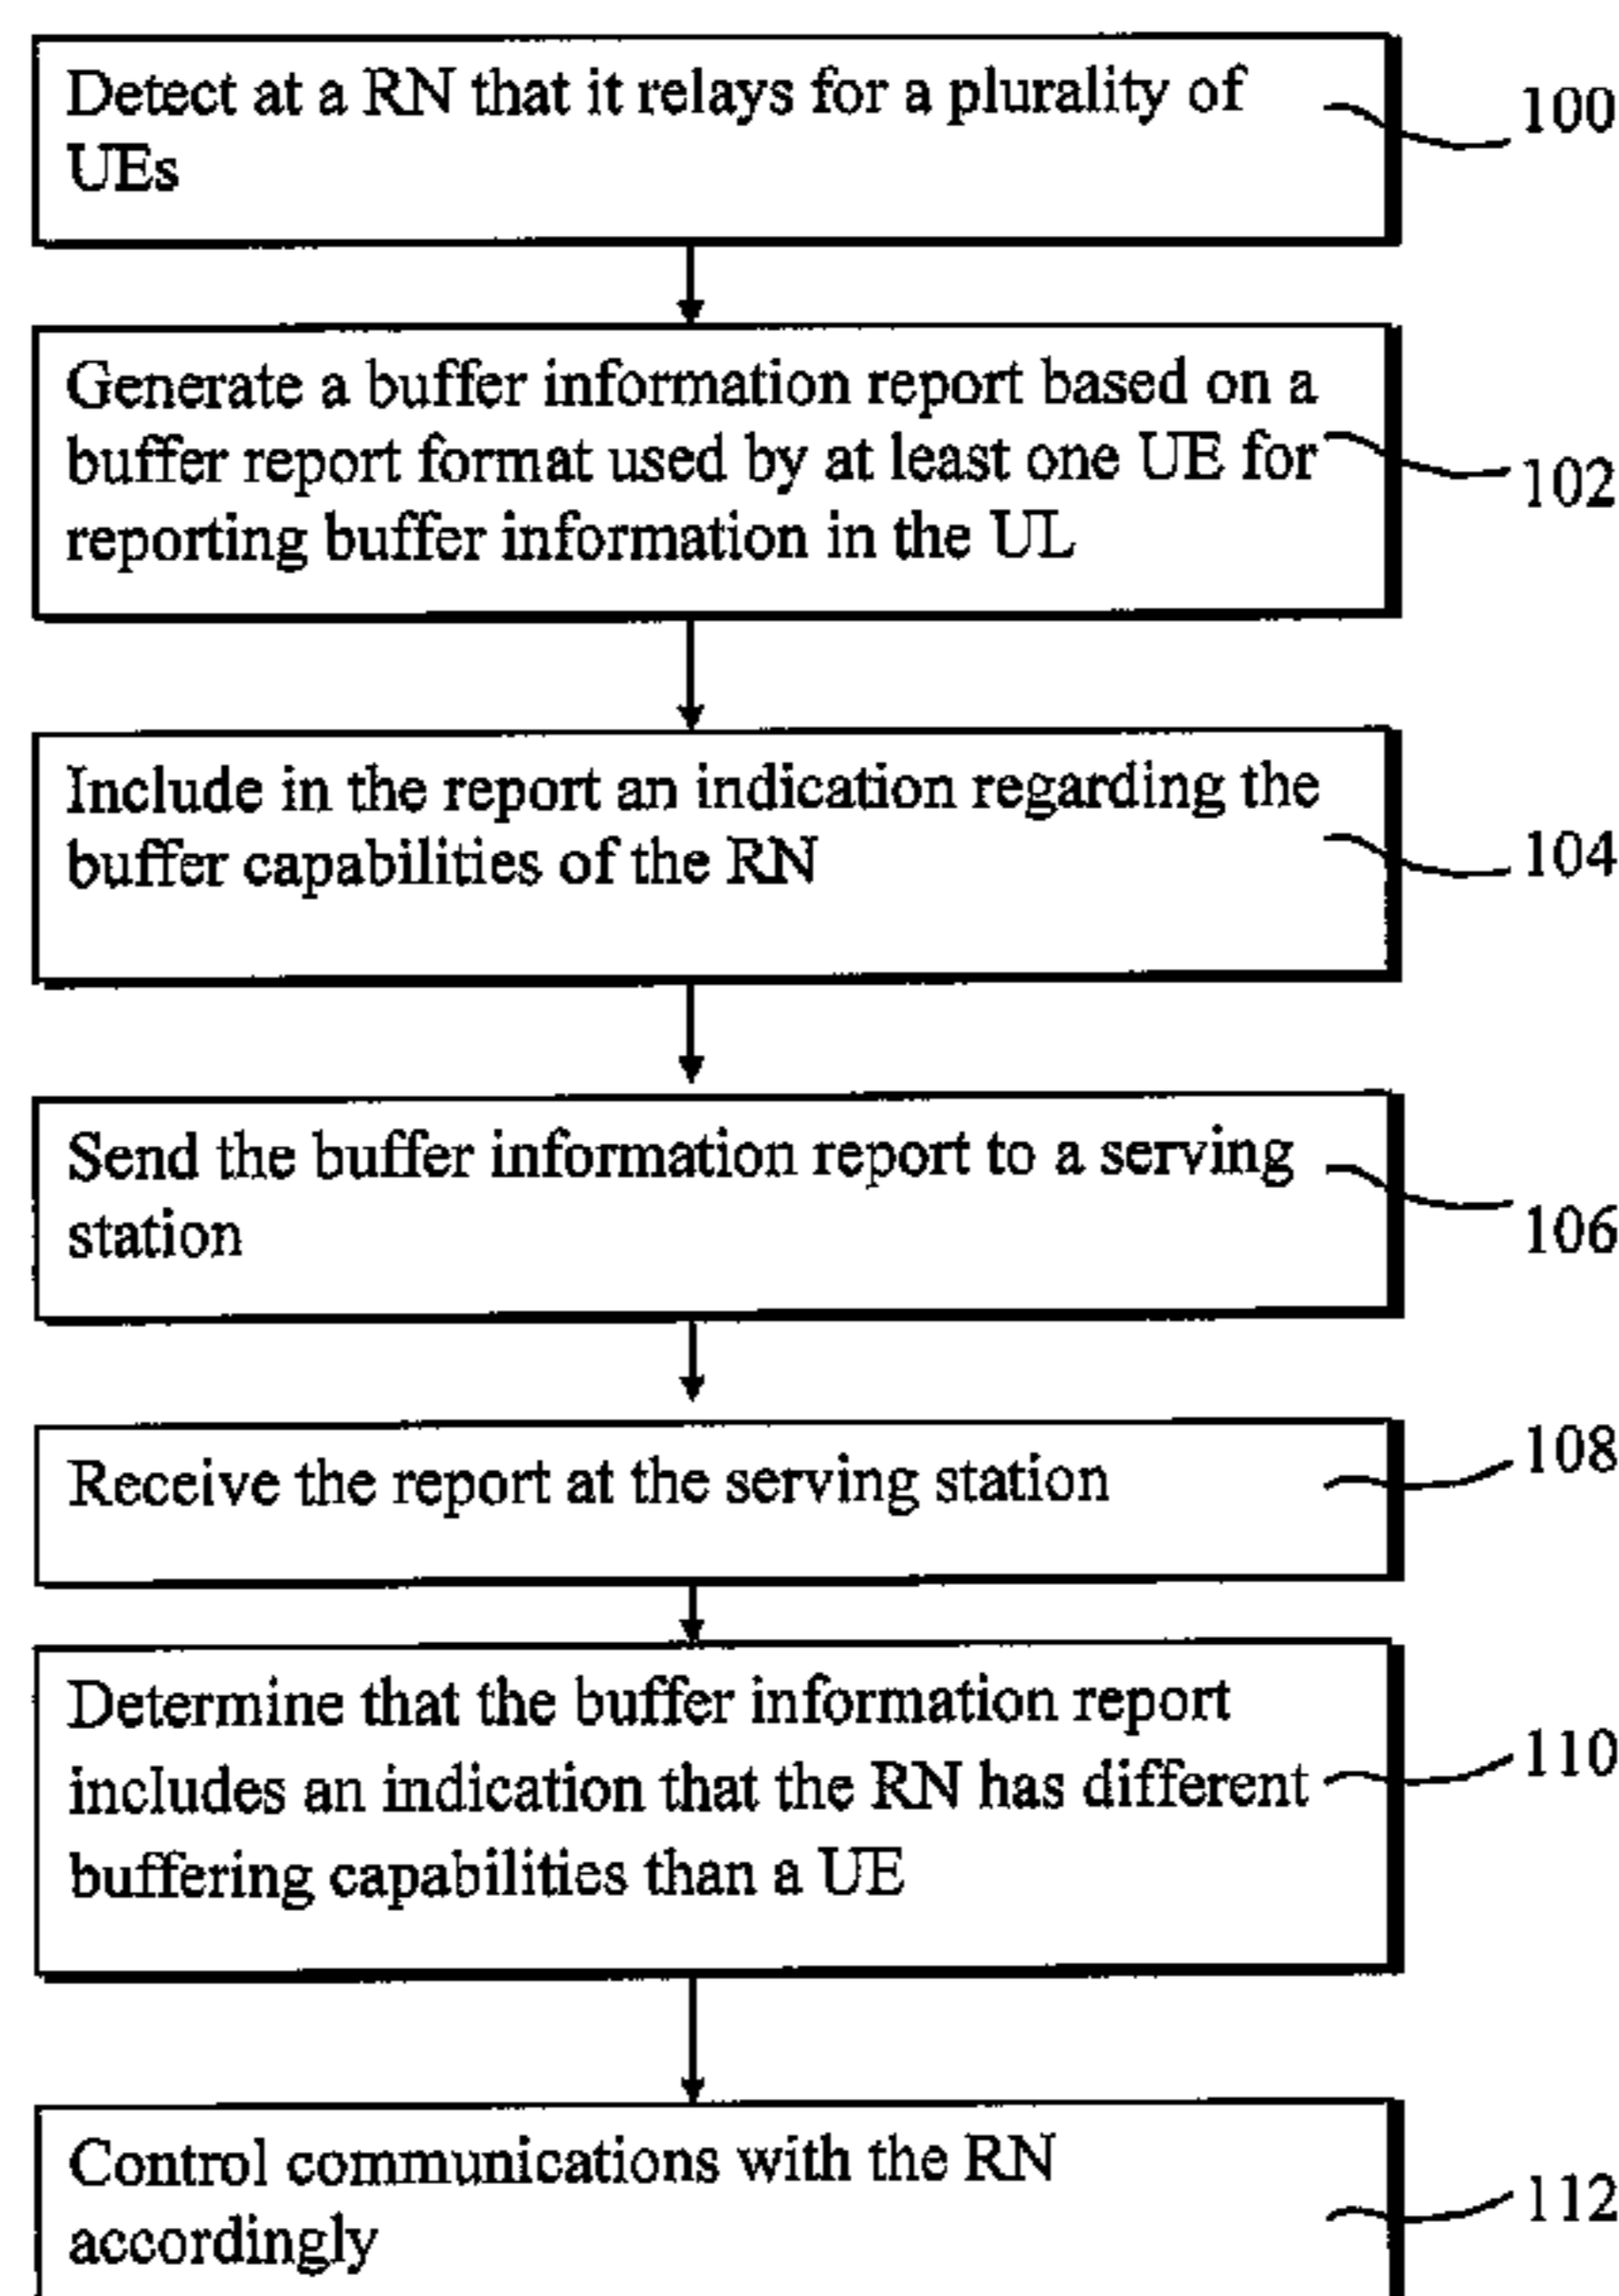 Detect at a RN that it relays for a plurality of
UEs
100
Generate a buffer information report based on a
buffer report format used by at least one UE for
reporting buffer information in the UL
102
Include in the report an indication regarding the
buffer capabilities of the RN
104
Send the buffer information report to a serving
station
106
Receive the report at the serving station
108
Determine that the buffer information report
includes an indication that the RN has different
buffering capabilities than a UE
110
Control communications with the RN
accordingly
112